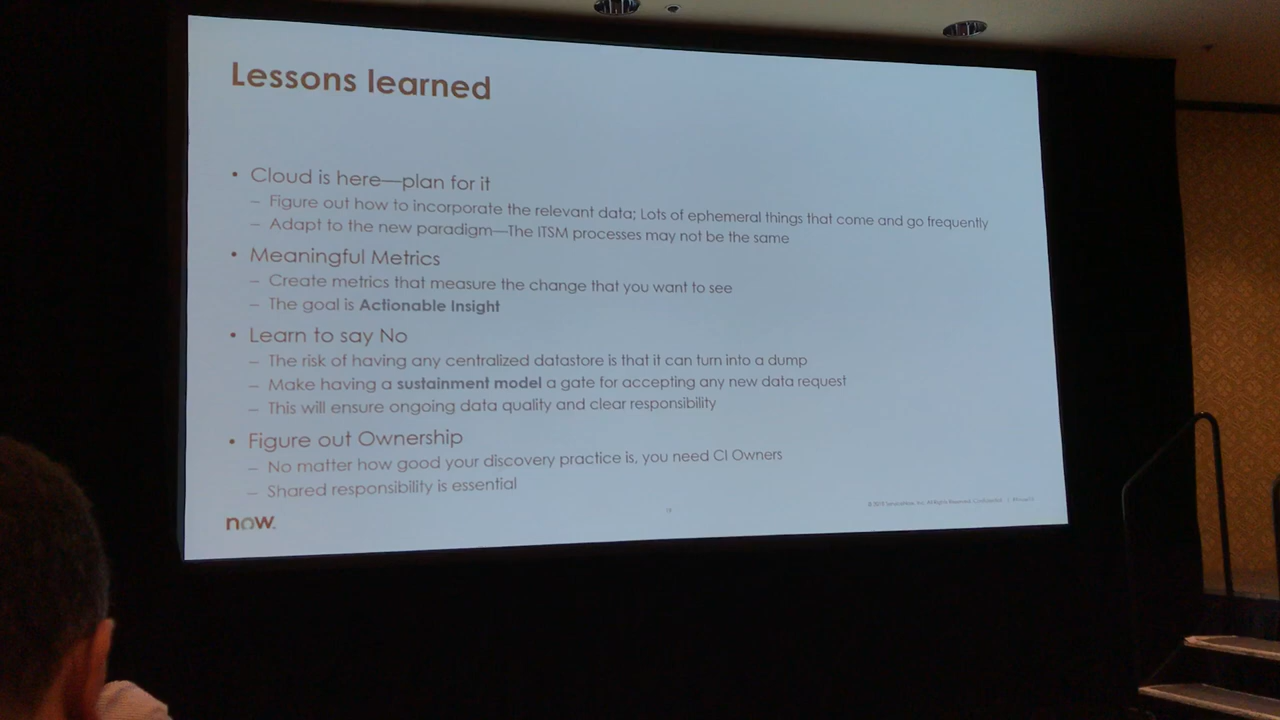 Lessons learned
• Cloud is here—plan for it
– Figure out how to incorporate the relevant data; Lots of ephemeral things that come and go frequently
– Adapt to the new paradigm—The ITSM processes may not be the same
• Meaningful Metrics
– Create metrics that measure the change that you want to see
– The goal is Actionable Insight
• Learn to say No
– The risk of having any centralized datastore is that it can turn into a dump
– Make having a sustainment model a gate for accepting any new data request
– This will ensure ongoing data quality and clear responsibility
• Figure out Ownership
– No matter how good your discovery practice is, you need CI Owners
– Shared responsibility is essential
now.
ServiceNow, Inc. All Rights Reserved. Confidential.